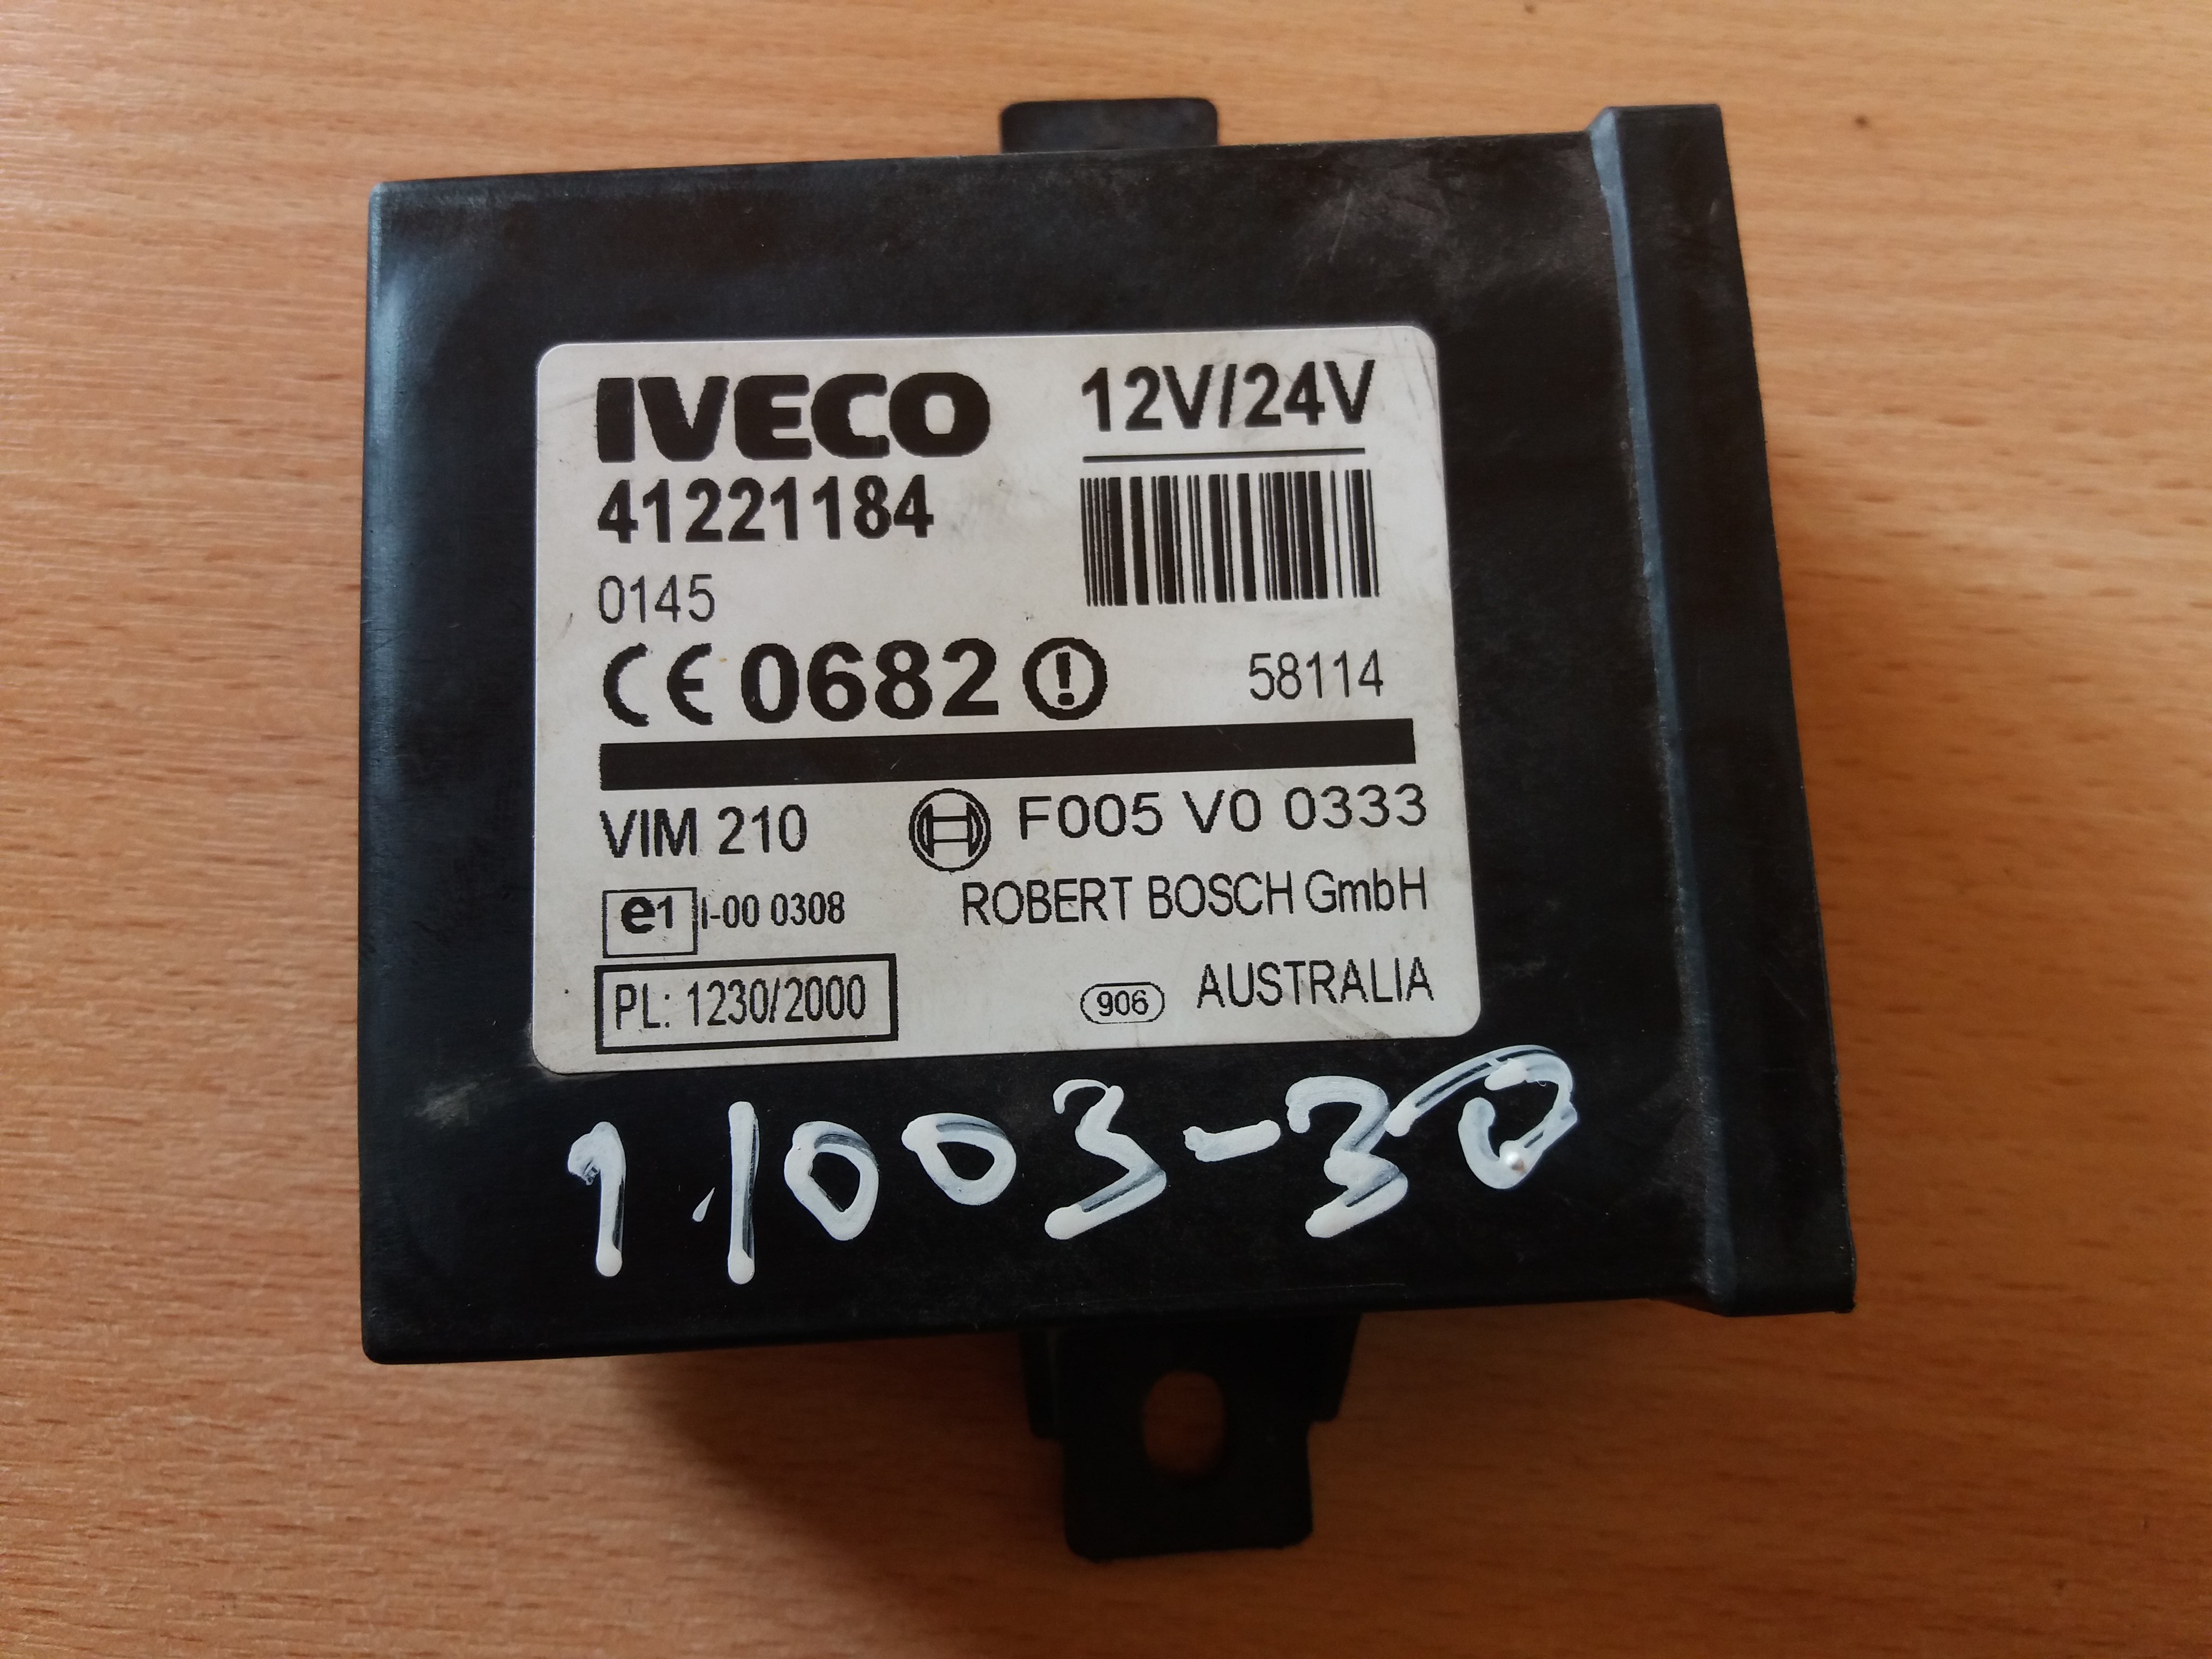 IVECO 12V/24V
41221184
0145
CE 0682 58114
VIM 210 F005 V0 0333
e1 I-00 0308 ROBERT BOSCH GmbH
PL: 1230/2000 906 AUSTRALIA
11003-30